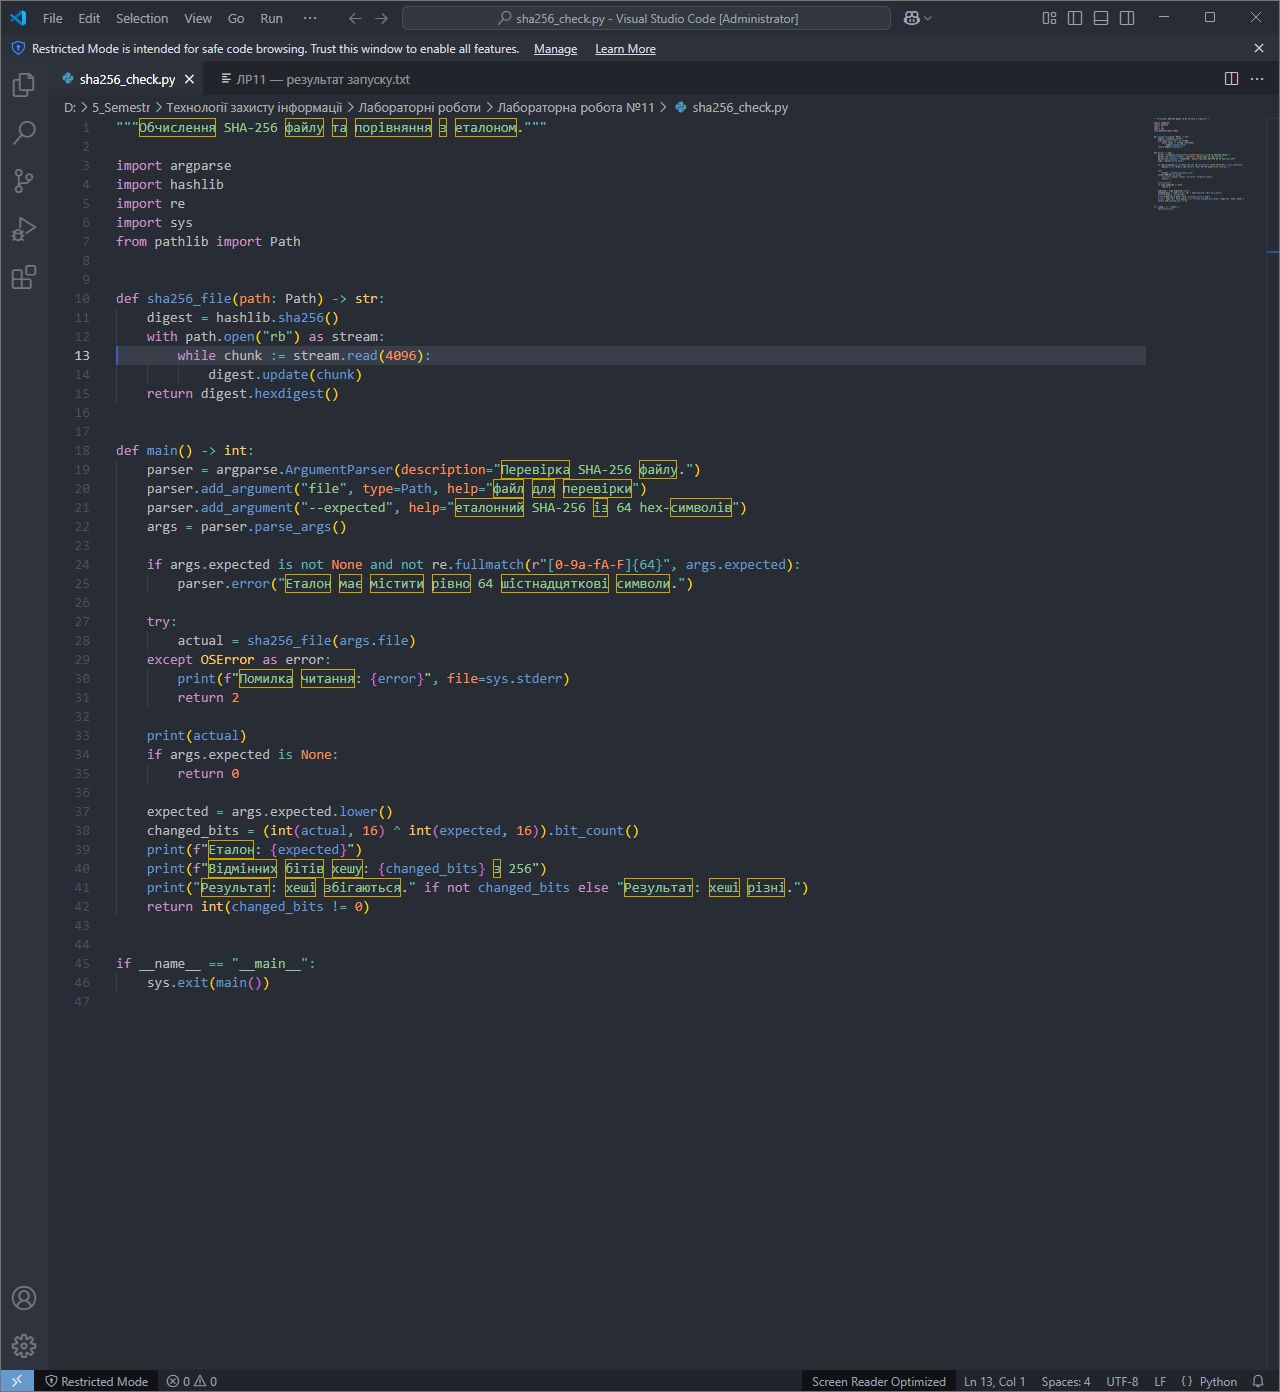 File Edit Selection View Go Run ··· sha256_check.py - Visual Studio Code [Administrator]
Restricted Mode is intended for safe code browsing. Trust this window to enable all features. Manage Learn More
sha256_check.py ЛР11 — результат запуску.txt
D: > 5_Semestr > Технології захисту інформації > Лабораторні роботи > Лабораторна робота №11 > sha256_check.py
1 """Обчислення SHA-256 файлу та порівняння з еталоном."""
2
3 import argparse
4 import hashlib
5 import re
6 import sys
7 from pathlib import Path
8
9
10 def sha256_file(path: Path) -> str:
11     digest = hashlib.sha256()
12     with path.open("rb") as stream:
13         while chunk := stream.read(4096):
14             digest.update(chunk)
15     return digest.hexdigest()
16
17
18 def main() -> int:
19     parser = argparse.ArgumentParser(description="Перевірка SHA-256 файлу.")
20     parser.add_argument("file", type=Path, help="файл для перевірки")
21     parser.add_argument("--expected", help="еталонний SHA-256 із 64 hex-символів")
22     args = parser.parse_args()
23
24     if args.expected is not None and not re.fullmatch(r"[0-9a-fA-F]{64}", args.expected):
25         parser.error("Еталон має містити рівно 64 шістнадцяткові символи.")
26
27     try:
28         actual = sha256_file(args.file)
29     except OSError as error:
30         print(f"Помилка читання: {error}", file=sys.stderr)
31         return 2
32
33     print(actual)
34     if args.expected is None:
35         return 0
36
37     expected = args.expected.lower()
38     changed_bits = (int(actual, 16) ^ int(expected, 16)).bit_count()
39     print(f"Еталон: {expected}")
40     print(f"Відмінних бітів хешу: {changed_bits} з 256")
41     print("Результат: хеші збігаються." if not changed_bits else "Результат: хеші різні.")
42     return int(changed_bits != 0)
43
44
45 if __name__ == "__main__":
46     sys.exit(main())
47
Restricted Mode 0 0 Screen Reader Optimized Ln 13, Col 1 Spaces: 4 UTF-8 LF {} Python